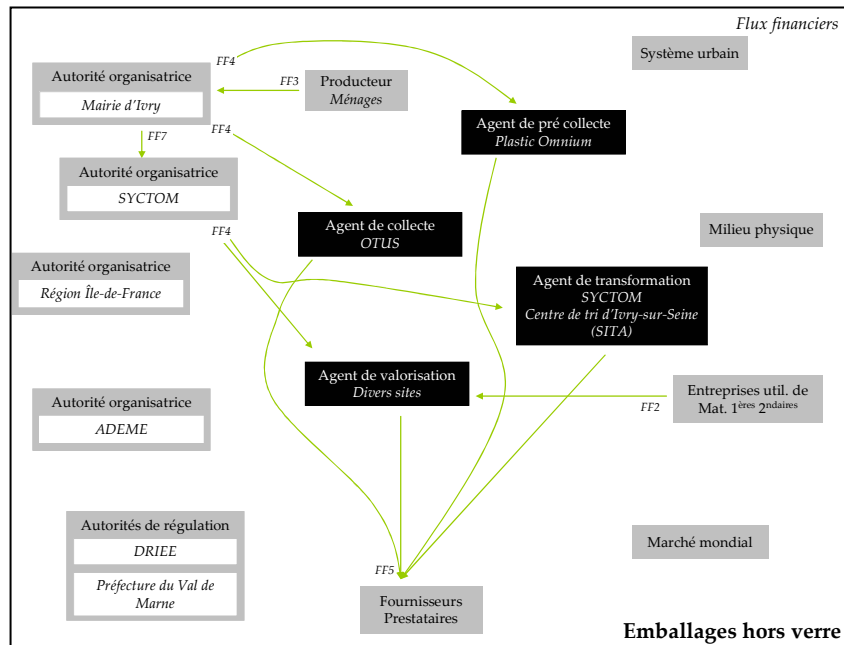 Flux financiers
Système urbain
FF4
Autorité organisatrice
Mairie d'Ivry
FF3
Producteur
Ménages
Agent de pré collecte
Plastic Omnium
FF7
FF4
Autorité organisatrice
SYCTOM
Agent de collecte
OTUS
Milieu physique
FF4
Autorité organisatrice
Région Île-de-France
Agent de transformation
SYCTOM
Centre de tri d'Ivry-sur-Seine
(SITA)
Agent de valorisation
Divers sites
Entreprises util. de
Mat. 1ères 2ndaires
FF2
Autorité organisatrice
ADEME
Autorités de régulation
DRIEE
Préfecture du Val de
Marne
Marché mondial
FF5
Fournisseurs
Prestataires
Emballages hors verre